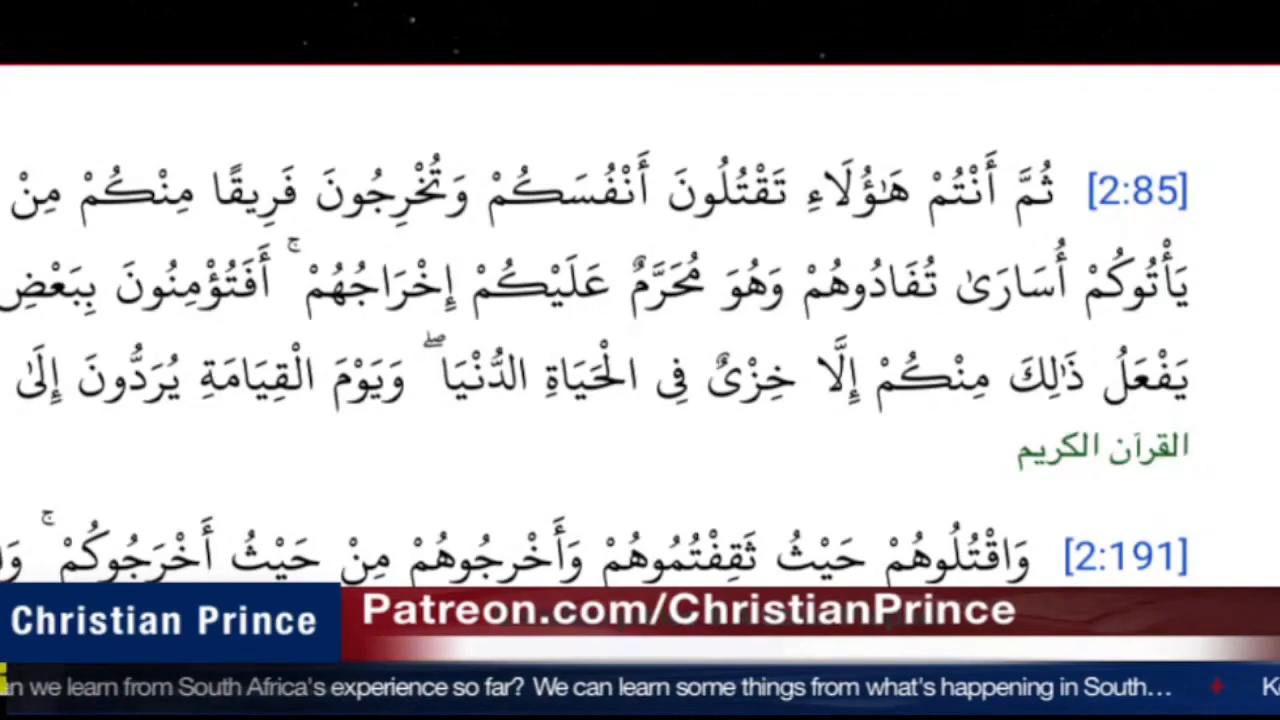 [2:85] ثُمَّ أَنْتُمْ هَٰؤُلَاءِ تَقْتُلُونَ أَنْفُسَكُمْ وَتُخْرِجُونَ فَرِيقًا مِنْكُمْ مِنْ
يَأْتُوكُمْ أُسَارَىٰ تُفَادُوهُمْ وَهُوَ مُحَرَّمٌ عَلَيْكُمْ إِخْرَاجُهُمْ ۚ أَفَتُؤْمِنُونَ بِبَعْضِ
يَفْعَلُ ذَٰلِكَ مِنْكُمْ إِلَّا خِزْىٌ فِى الْحَيَاةِ الدُّنْيَا ۖ وَيَوْمَ الْقِيَامَةِ يُرَدُّونَ إِلَىٰ
القرآن الكريم
[2:191] وَاقْتُلُوهُمْ حَيْثُ ثَقِفْتُمُوهُمْ وَأَخْرِجُوهُمْ مِنْ حَيْثُ أَخْرَجُوكُمْ ۚ
Christian Prince
Patreon.com/ChristianPrince
we learn from South Africa's experience so far? We can learn some things from what's happening in South...